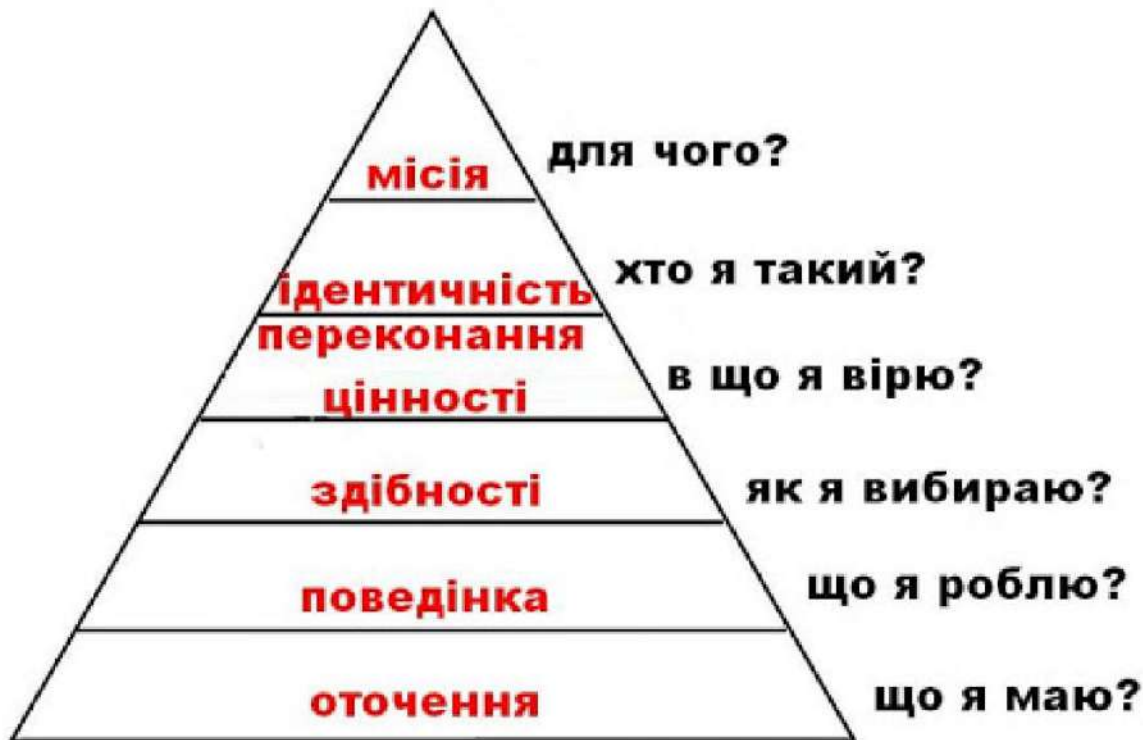 для чого?
місія
хто я такий?
ідентичність
переконання
в що я вірю?
цінності
як я вибираю?
здібності
що я роблю?
поведінка
що я маю?
оточення